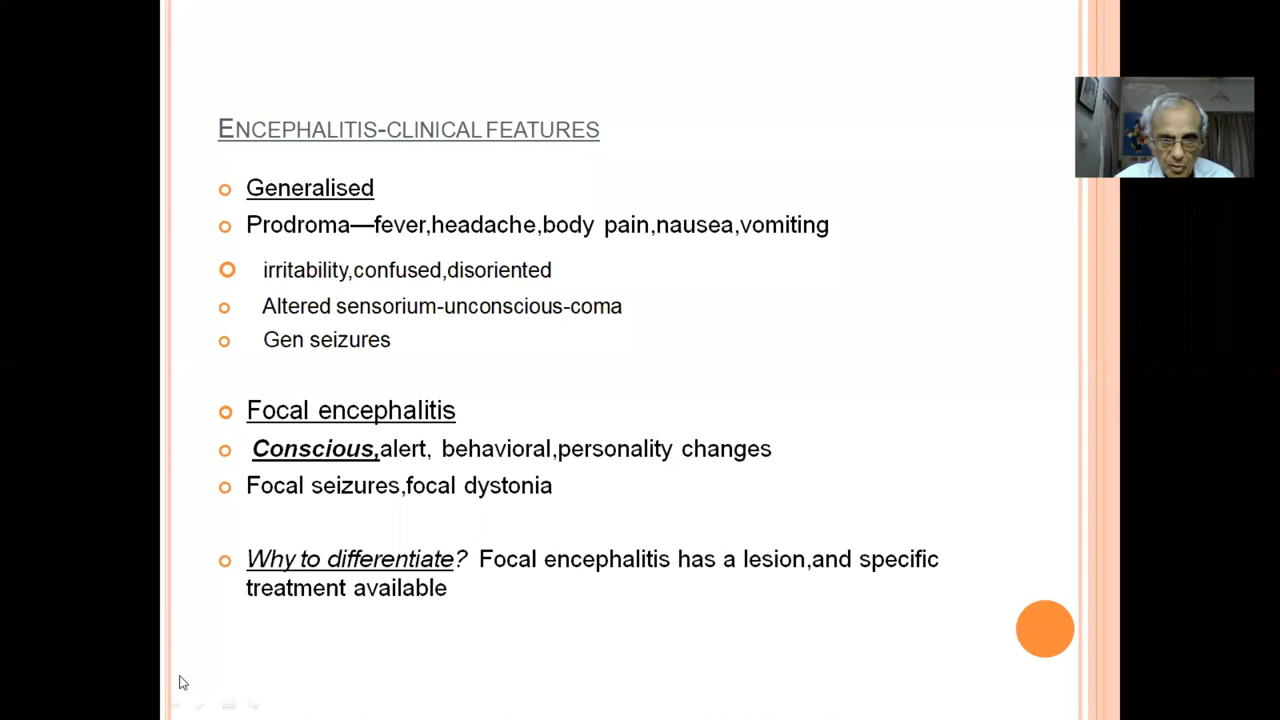 ENCEPHALITIS-CLINICAL FEATURES
Generalised
Prodroma—fever,headache,body pain,nausea,vomiting
irritability,confused,disoriented
Altered sensorium-unconscious-coma
Gen seizures
Focal encephalitis
Conscious,alert, behavioral,personality changes
Focal seizures,focal dystonia
Why to differentiate? Focal encephalitis has a lesion,and specific
treatment available